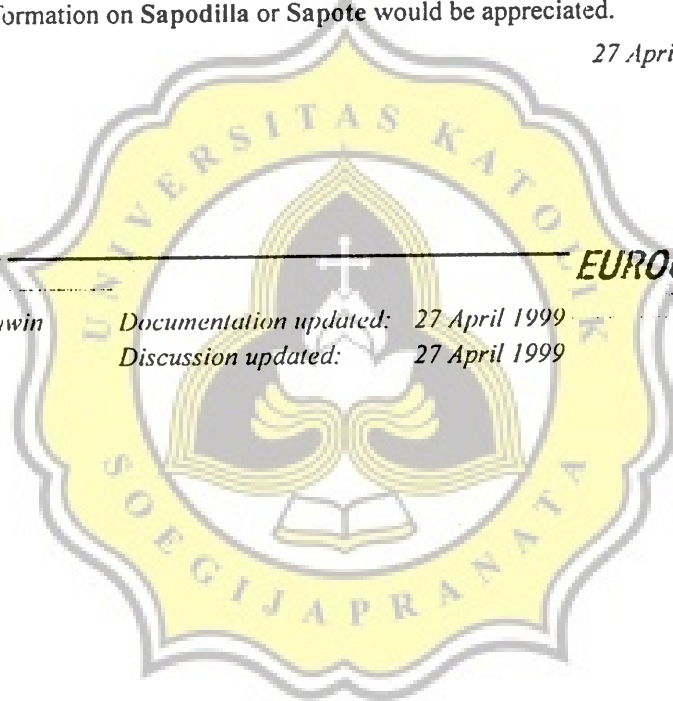 formation on Sapodilla or Sapote would be appreciated.
27 Apri
UNIVERSITAS KATOLIK
EURO
win Documentation updated: 27 April 1999
Discussion updated: 27 April 1999
SOEGIJAPRANATA